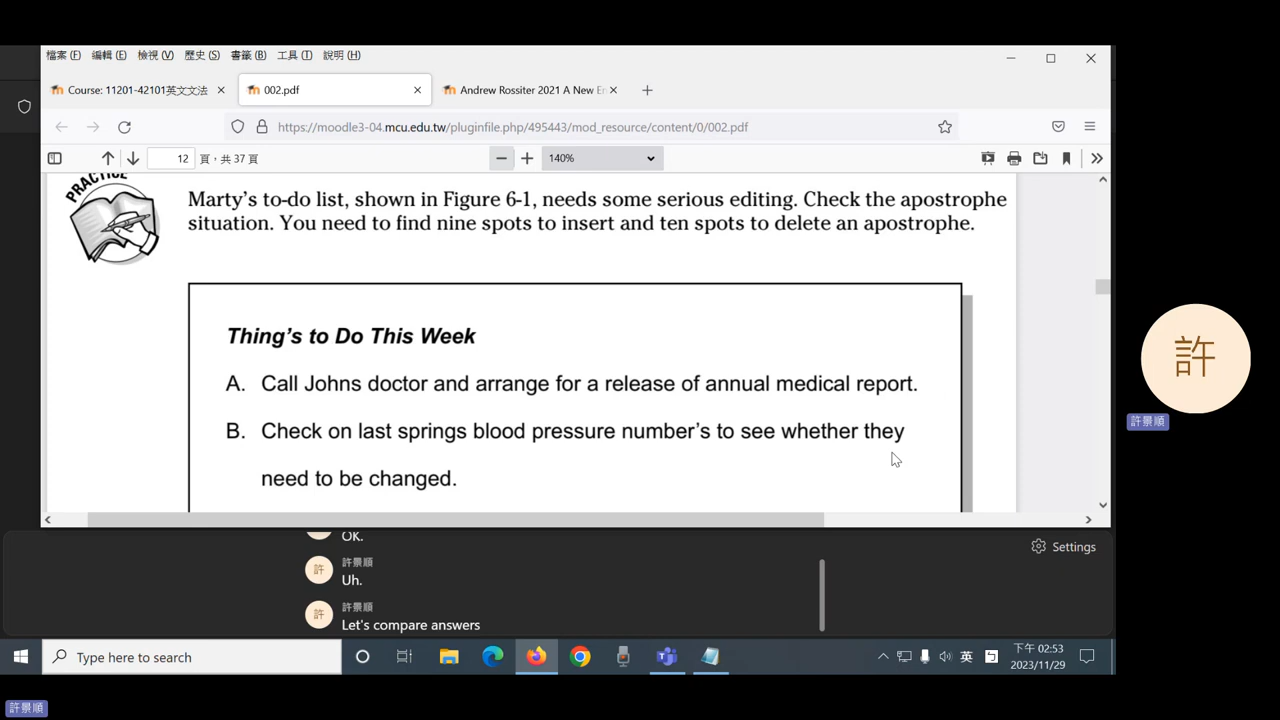 檔案 (F) 編輯 (E) 檢視 (V) 歷史 (S) 書籤 (B) 工具 (T) 說明 (H)
Course: 11201-42101英文文法
002.pdf
Andrew Rossiter 2021 A New En
https://moodle3-04.mcu.edu.tw/pluginfile.php/495443/mod_resource/content/0/002.pdf
12 頁，共 37 頁
140%
PRACTICE
Marty's to-do list, shown in Figure 6-1, needs some serious editing. Check the apostrophe
situation. You need to find nine spots to insert and ten spots to delete an apostrophe.
Thing's to Do This Week
A. Call Johns doctor and arrange for a release of annual medical report.
B. Check on last springs blood pressure number's to see whether they
need to be changed.
許
許景順
OK.
許
許景順
Uh.
許
許景順
Let's compare answers
Settings
Type here to search
英
下午 02:53
2023/11/29
許景順